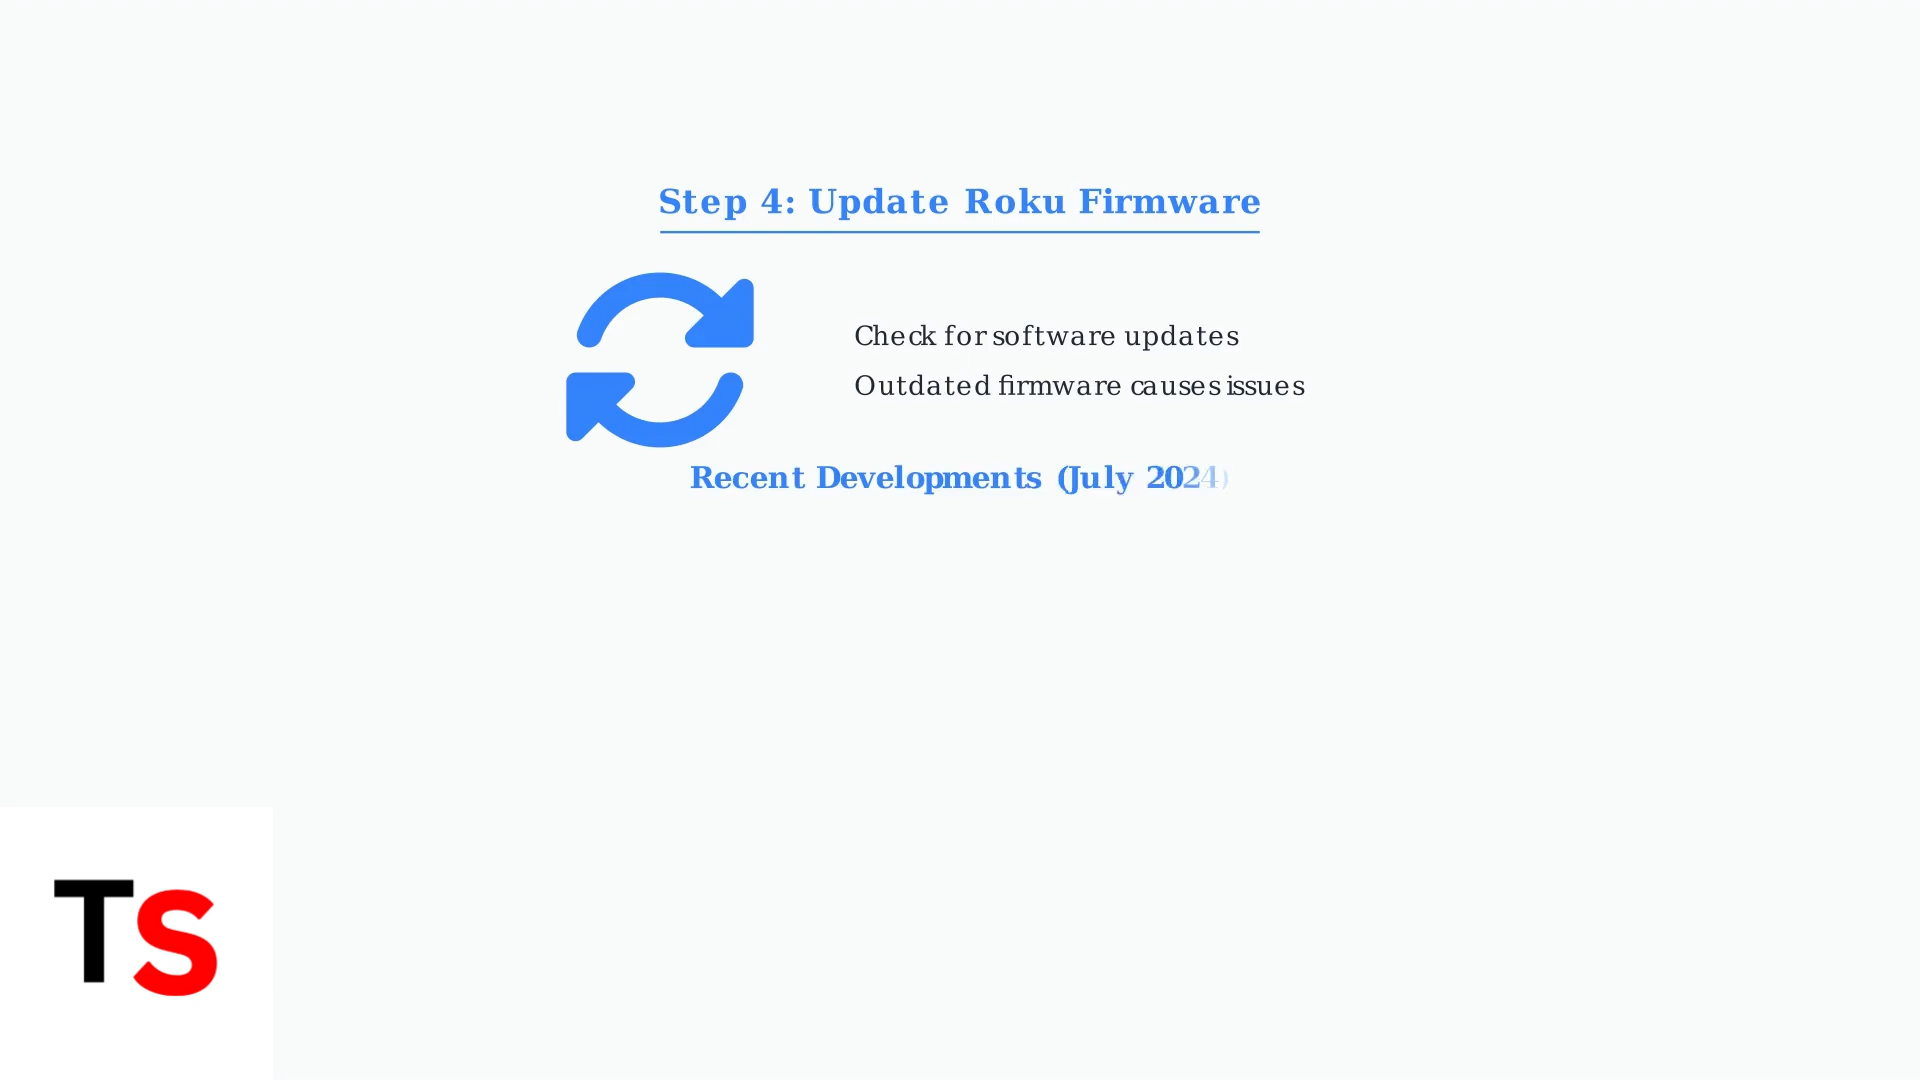 Step 4: Update Roku Firmware
Check for software updates
Outdated firmware causes issues
Recent Developments (July 2024)
TS